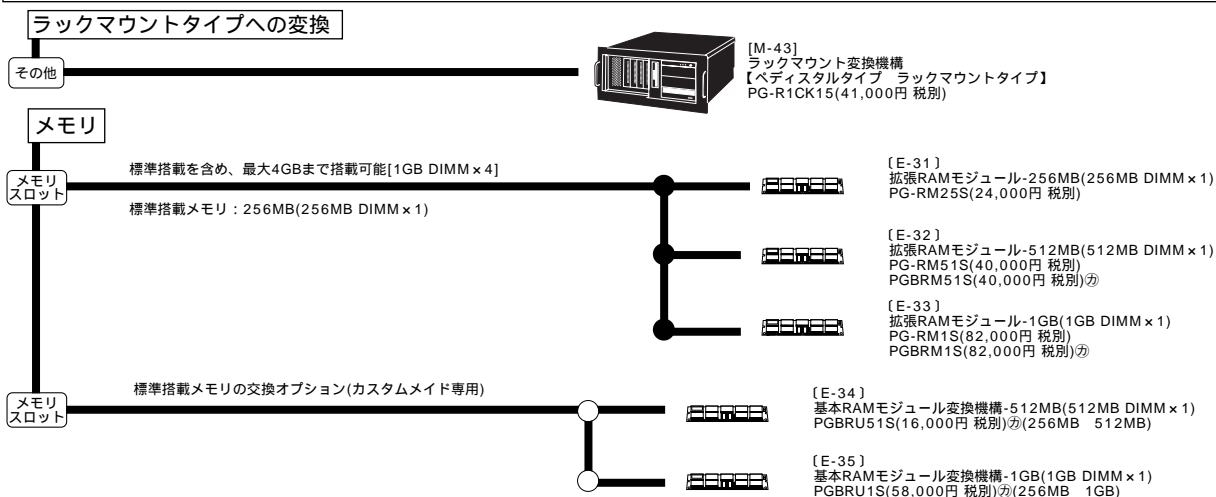 ラックマウントタイプへの変換
その他
[M-43]
ラックマウント変換機構
【ペディスタルタイプ　ラックマウントタイプ】
PG-R1CK15(41,000円 税別)
メモリ
メモリ
スロット
標準搭載を含め、最大4GBまで搭載可能[1GB DIMM×4]
標準搭載メモリ：256MB(256MB DIMM×1)
〔E-31〕
拡張RAMモジュール-256MB(256MB DIMM×1)
PG-RM25S(24,000円 税別)
〔E-32〕
拡張RAMモジュール-512MB(512MB DIMM×1)
PG-RM51S(40,000円 税別)
PGBRM51S(40,000円 税別)㋕
〔E-33〕
拡張RAMモジュール-1GB(1GB DIMM×1)
PG-RM1S(82,000円 税別)
PGBRM1S(82,000円 税別)㋕
メモリ
スロット
標準搭載メモリの交換オプション(カスタムメイド専用)
〔E-34〕
基本RAMモジュール変換機構-512MB(512MB DIMM×1)
PGBRU51S(16,000円 税別)㋕(256MB　512MB)
〔E-35〕
基本RAMモジュール変換機構-1GB(1GB DIMM×1)
PGBRU1S(58,000円 税別)㋕(256MB　1GB)